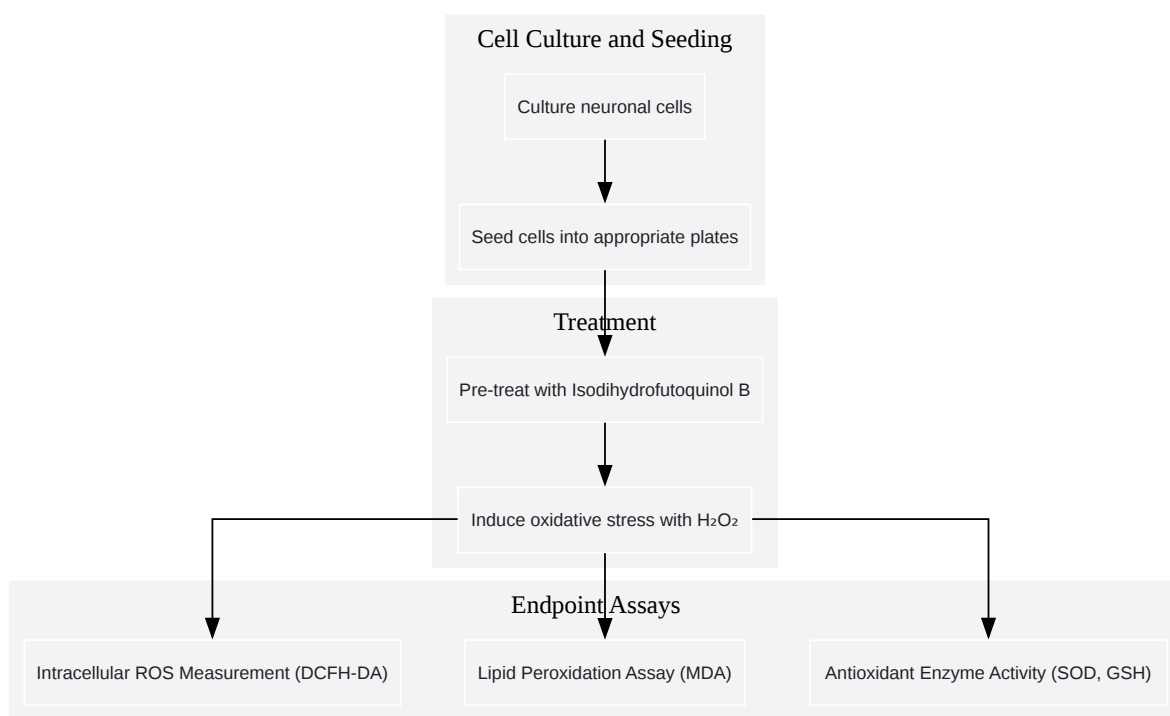 Cell Culture and Seeding
Culture neuronal cells
Seed cells into appropriate plates
Treatment
Pre-treat with Isodihydrofutoquinol B
Induce oxidative stress with H₂O₂
Endpoint Assays
Intracellular ROS Measurement (DCFH-DA)
Lipid Peroxidation Assay (MDA)
Antioxidant Enzyme Activity (SOD, GSH)